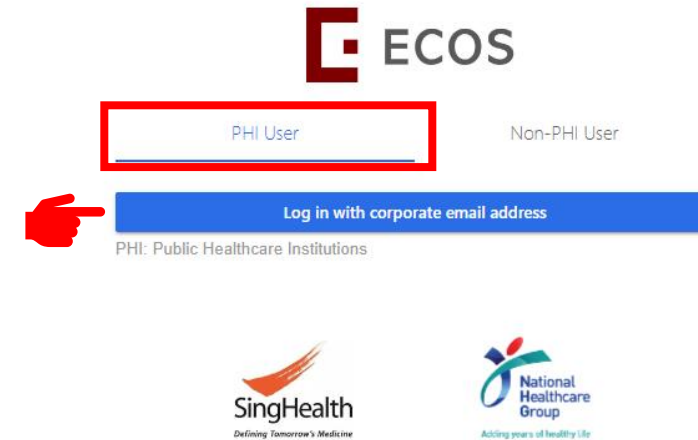 ECOS
PHI User
Non-PHI User
Log in with corporate email address
PHI: Public Healthcare Institutions
SingHealth
Defining Tomorrow's Medicine
National
Healthcare
Group
Adding years of healthy life